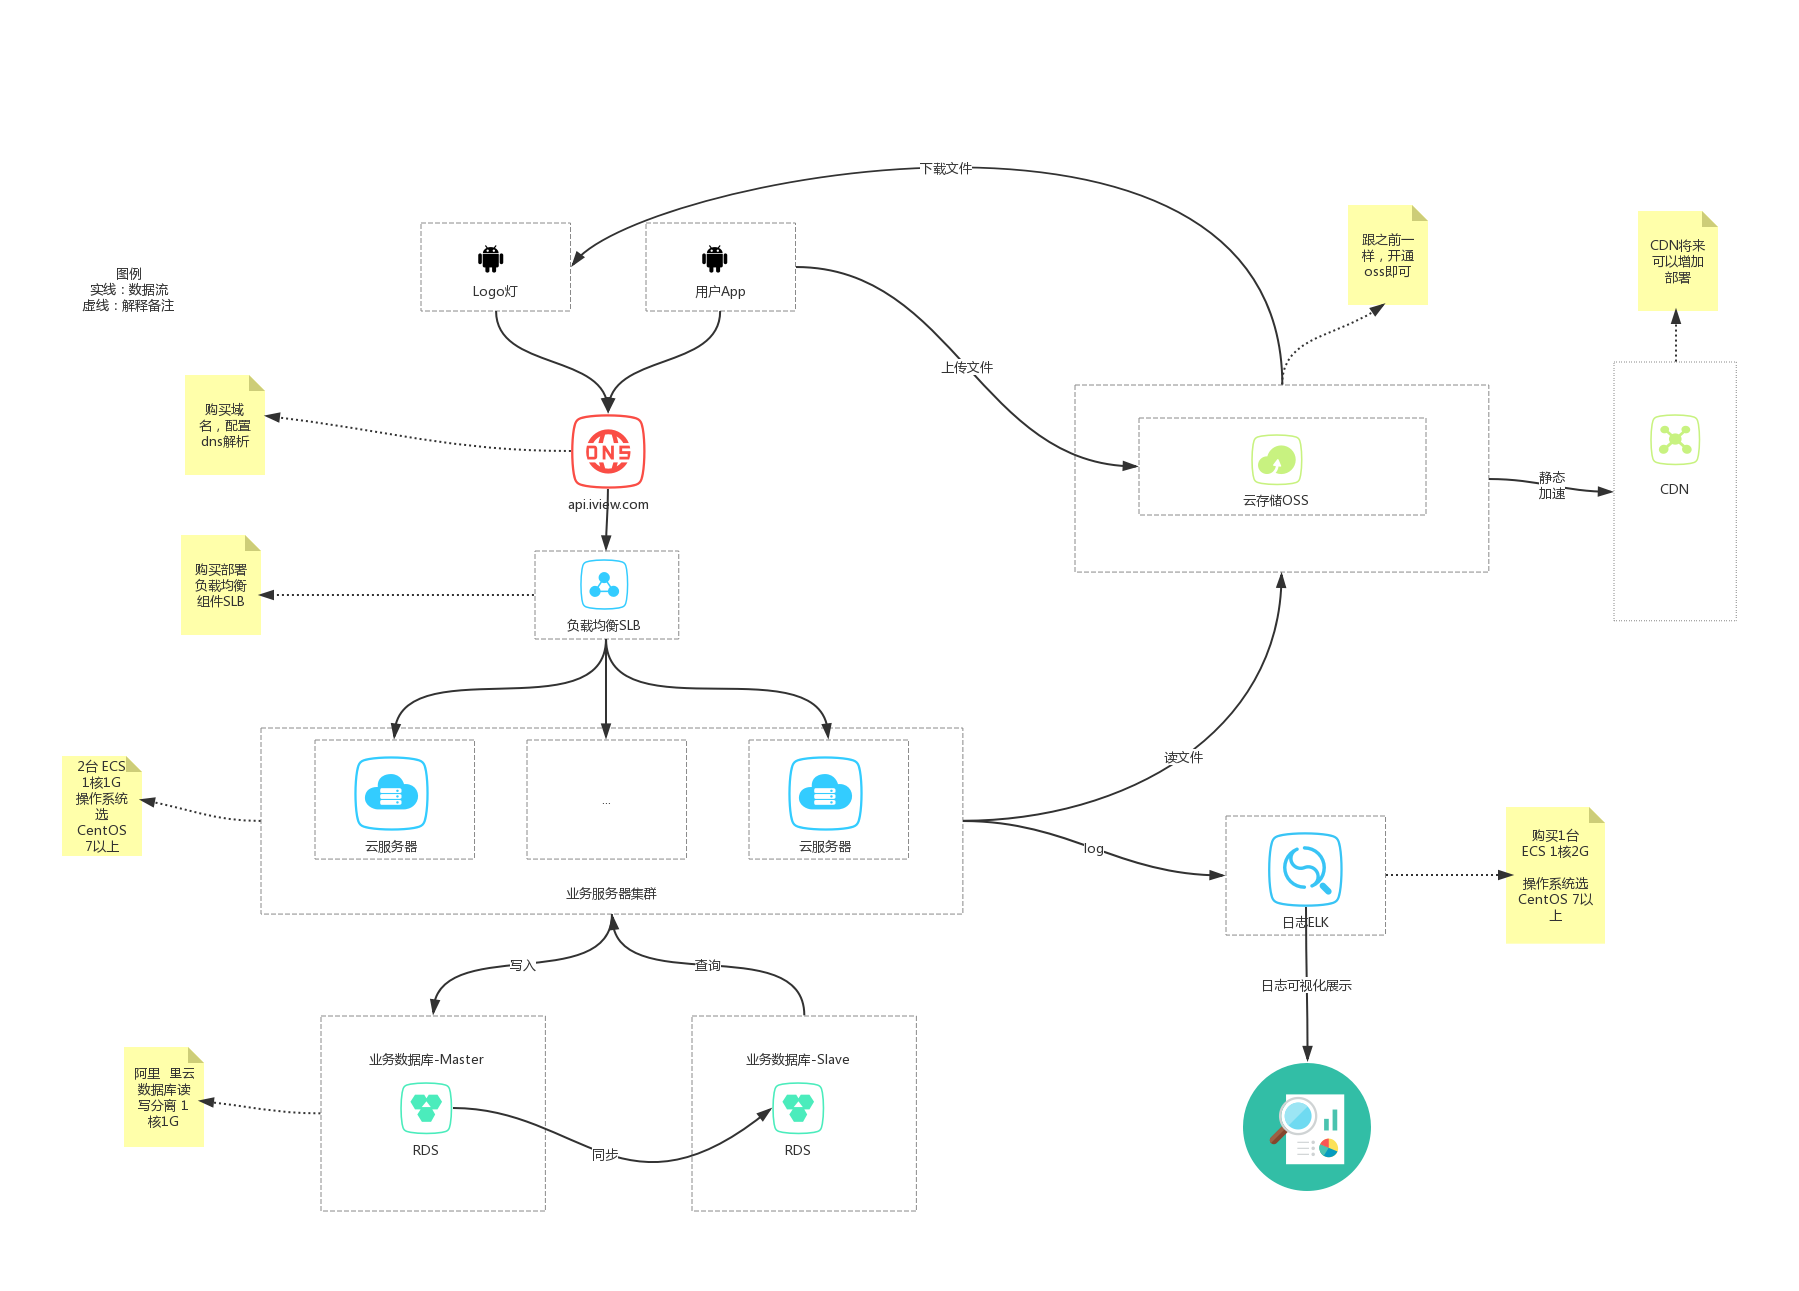 下载文件
跟之前一
样，开通
oss即可
CDN将来
可以增加
部署
图例
实线：数据流
虚线：解释备注
Logo灯
用户App
上传文件
购买域
名，配置
dns解析
DNS
api.iview.com
云存储OSS
静态
加速
CDN
购买部署
负载均衡
组件SLB
负载均衡SLB
读文件
2台 ECS
1核1G
操作系统
选
CentOS
7以上
云服务器
...
云服务器
业务服务器集群
log
日志ELK
购买1台
ECS 1核2G
操作系统选
CentOS 7以
上
写入
查询
日志可视化展示
业务数据库-Master
业务数据库-Slave
阿里 里云
数据库读
写分离 1
核1G
RDS
同步
RDS